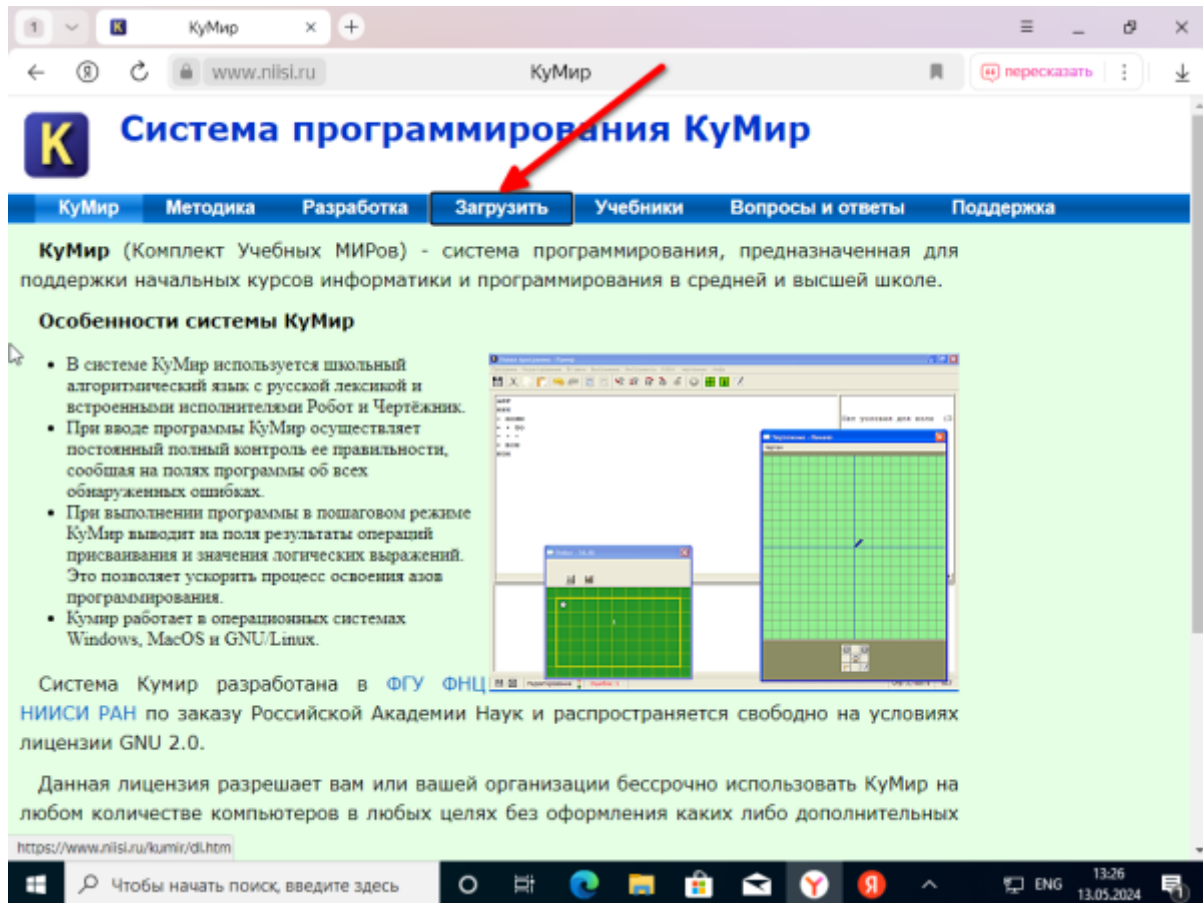 1 КуМир
www.niisi.ru КуМир пересказать
K Система программирования КуМир
КуМир Методика Разработка Загрузить Учебники Вопросы и ответы Поддержка
КуМир (Комплект Учебных МИРов) - система программирования, предназначенная для
поддержки начальных курсов информатики и программирования в средней и высшей школе.
Особенности системы КуМир
• В системе КуМир используется школьный
алгоритмический язык с русской лексикой и
встроенными исполнителями Робот и Чертёжник.
• При вводе программы КуМир осуществляет
постоянный полный контроль ее правильности,
сообщая на полях программы об всех
обнаруженных ошибках.
• При выполнении программы в пошаговом режиме
КуМир выводит на поля результаты операций
присваивания и значения логических выражений.
Это позволяет ускорить процесс освоения азов
программирования.
• Кумир работает в операционных системах
Windows, MacOS и GNU/Linux.
Система Кумир разработана в ФГУ ФНЦ
НИИСИ РАН по заказу Российской Академии Наук и распространяется свободно на условиях
лицензии GNU 2.0.
Данная лицензия разрешает вам или вашей организации бессрочно использовать КуМир на
любом количестве компьютеров в любых целях без оформления каких либо дополнительных
https://www.niisi.ru/kumir/dl.htm
Чтобы начать поиск, введите здесь
ENG
13:26
13.05.2024